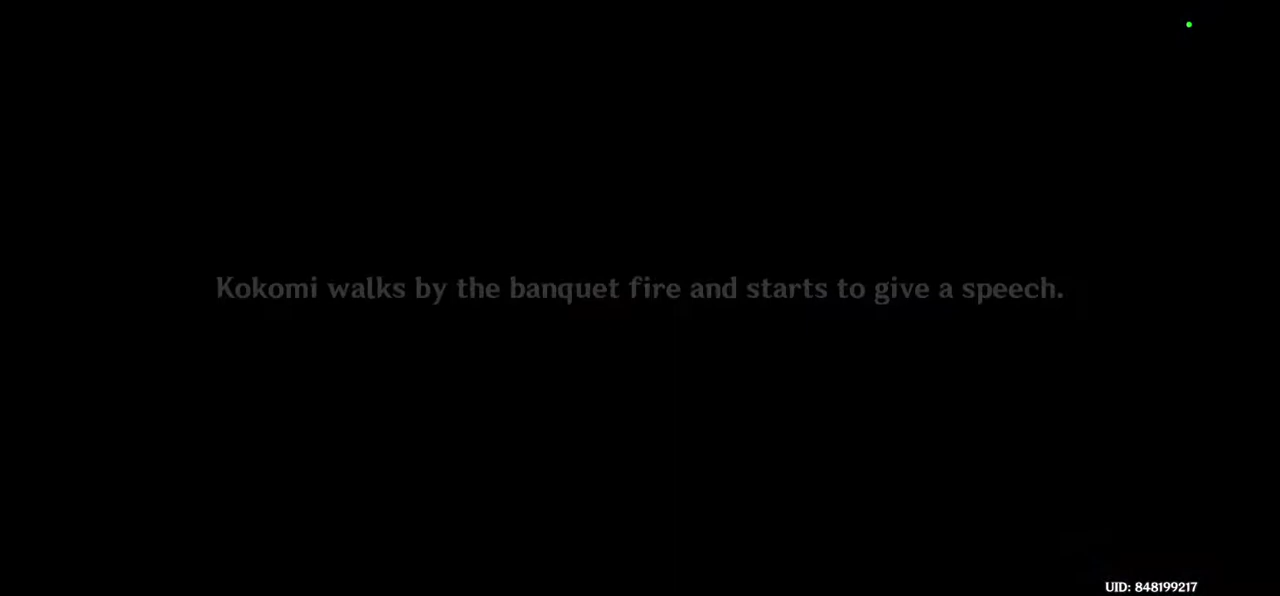 Kokomi walks by the banquet fire and starts to give a speech.
UID: 848199217